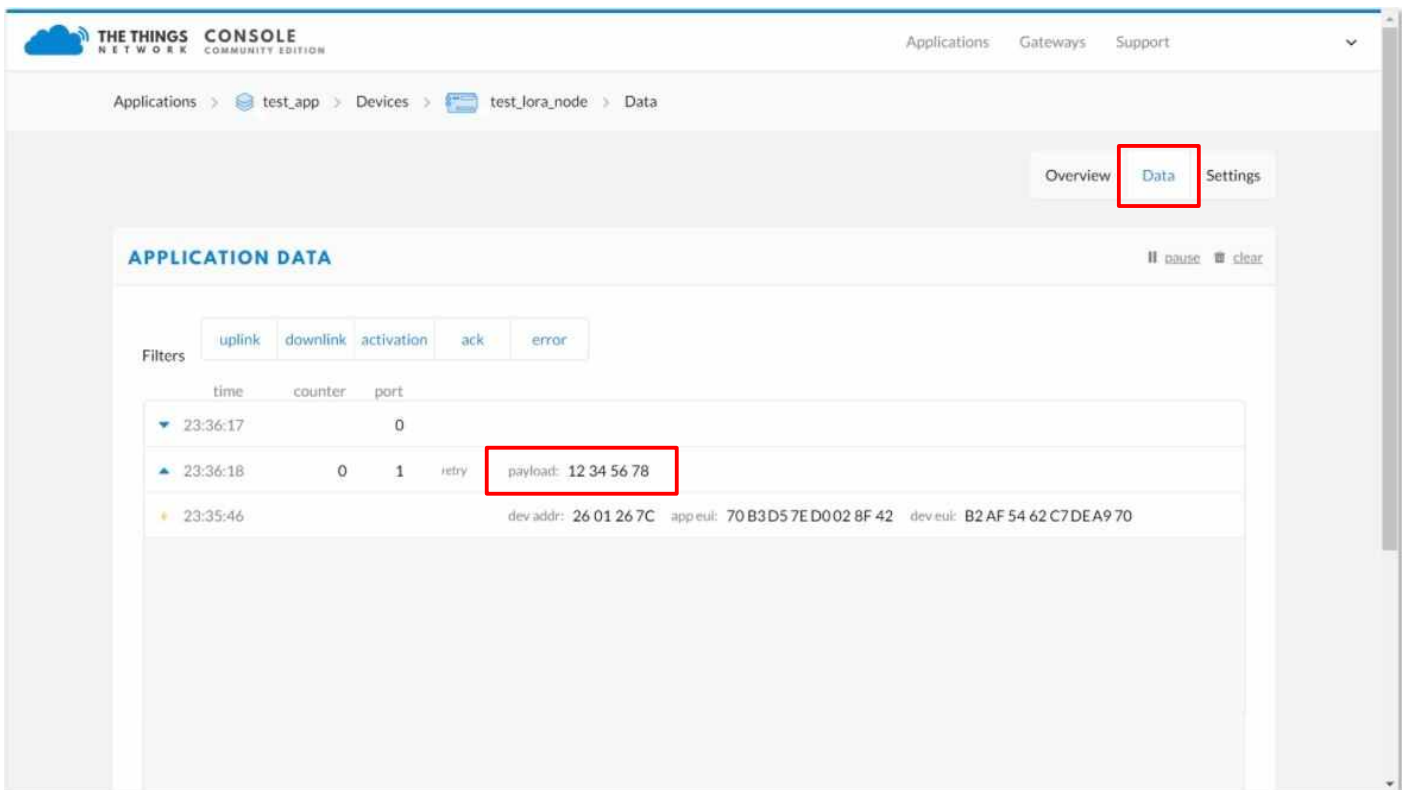 THE THINGS CONSOLE
NETWORK COMMUNITY EDITION
Applications Gateways Support
Applications > test_app > Devices > test_lora_node > Data
Overview Data Settings
APPLICATION DATA
pause clear
Filters uplink downlink activation ack error
time counter port
23:36:17 0
23:36:18 0 1 retry payload: 12 34 56 78
23:35:46 dev addr: 26 01 26 7C app eui: 70 B3 D5 7E D0 02 8F 42 dev eui: B2 AF 54 62 C7 DE A9 70